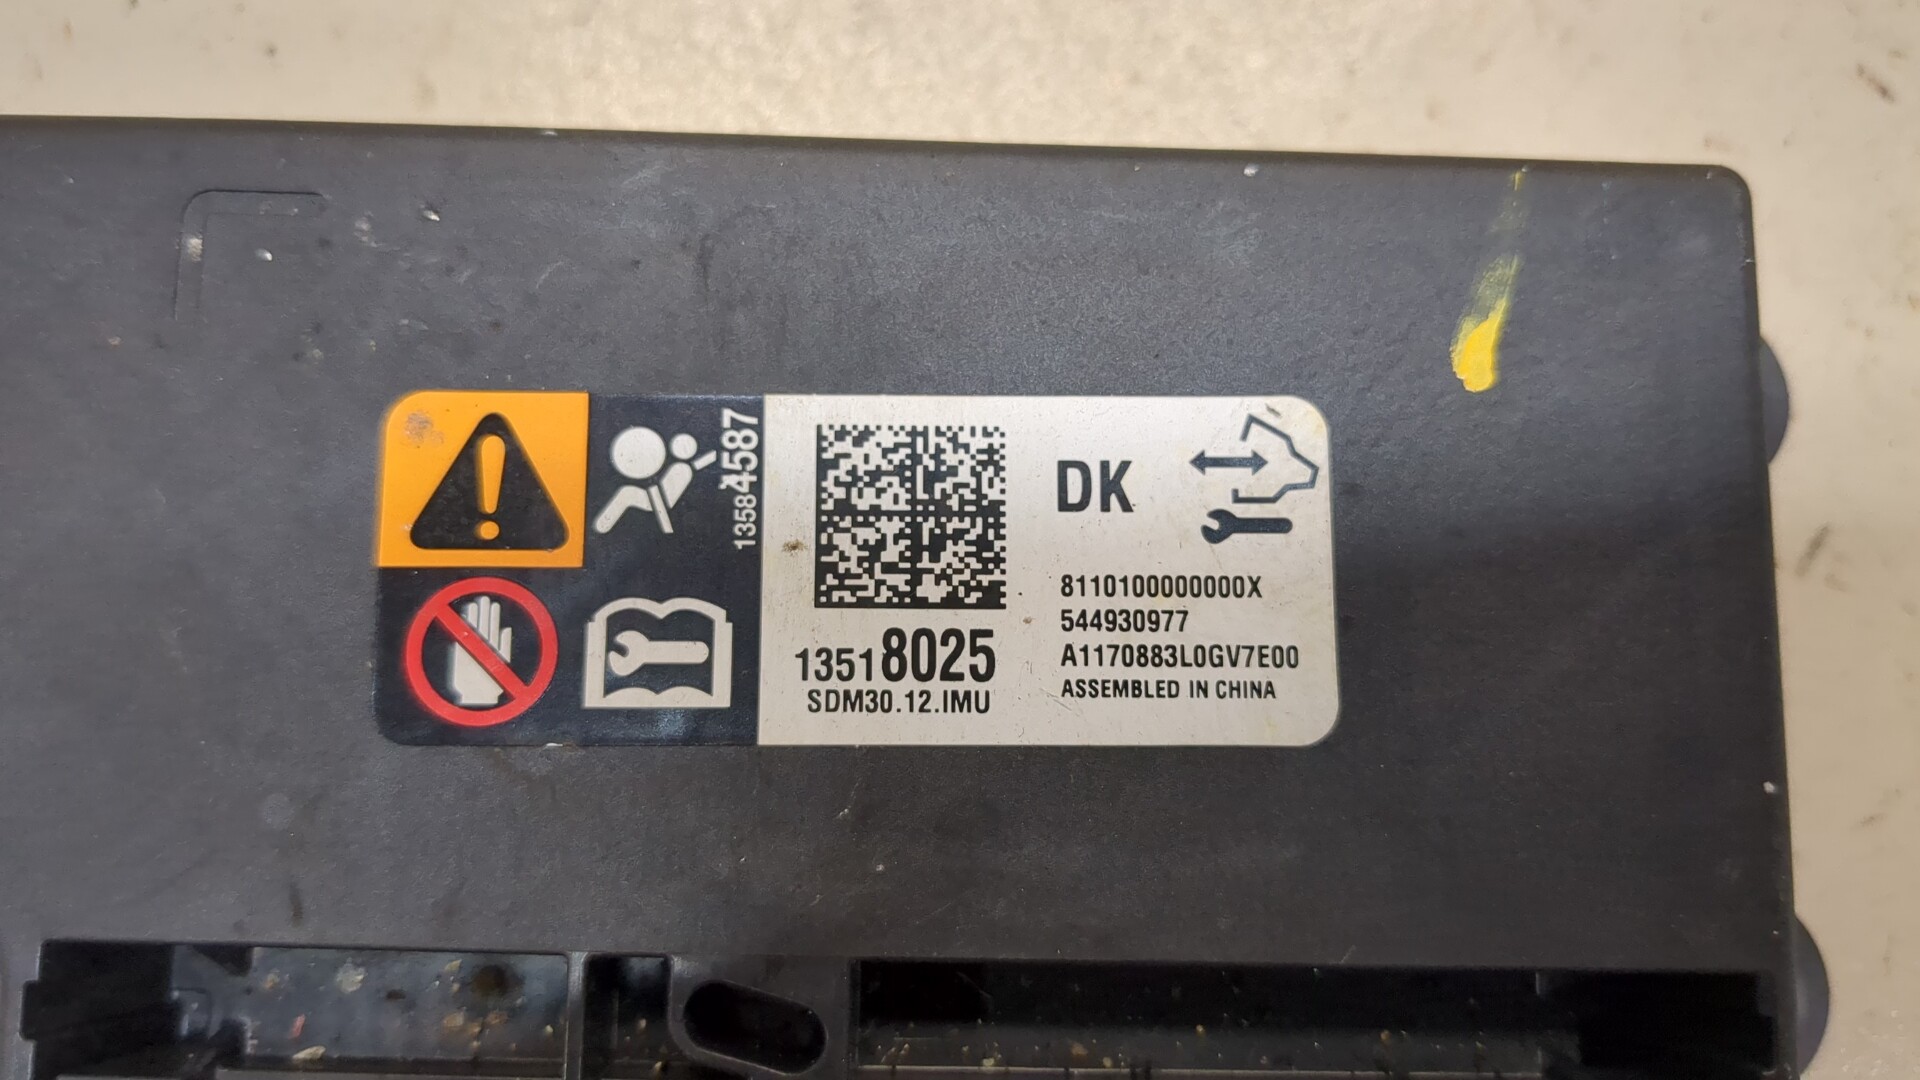 13584587
DK
8110100000000X
544930977
A1170883L0GV7E00
ASSEMBLED IN CHINA
13518025
SDM30.12.IMU